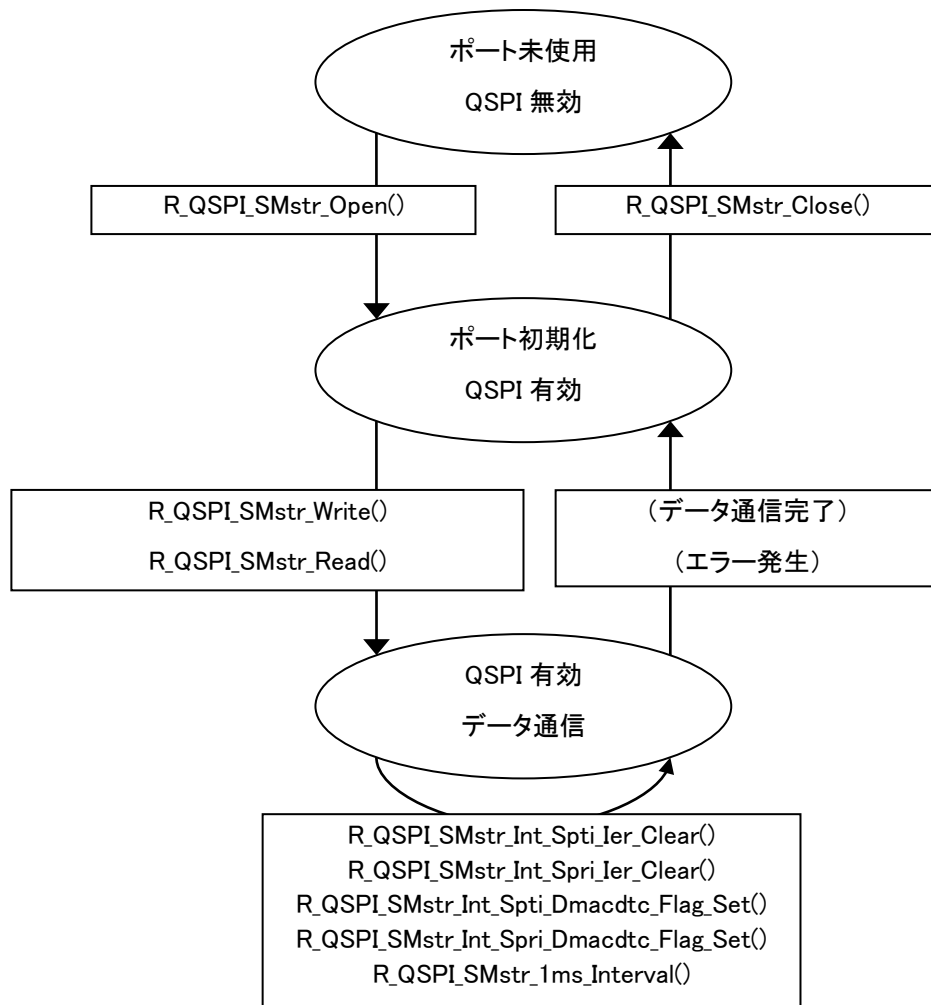 ポート未使用
QSPI 無効
R_QSPI_SMstr_Open()
R_QSPI_SMstr_Close()
ポート初期化
QSPI 有効
R_QSPI_SMstr_Write()
R_QSPI_SMstr_Read()
(データ通信完了)
(エラー発生)
QSPI 有効
データ通信
R_QSPI_SMstr_Int_Spti_Ier_Clear()
R_QSPI_SMstr_Int_Spri_Ier_Clear()
R_QSPI_SMstr_Int_Spti_Dmacdtc_Flag_Set()
R_QSPI_SMstr_Int_Spri_Dmacdtc_Flag_Set()
R_QSPI_SMstr_1ms_Interval()